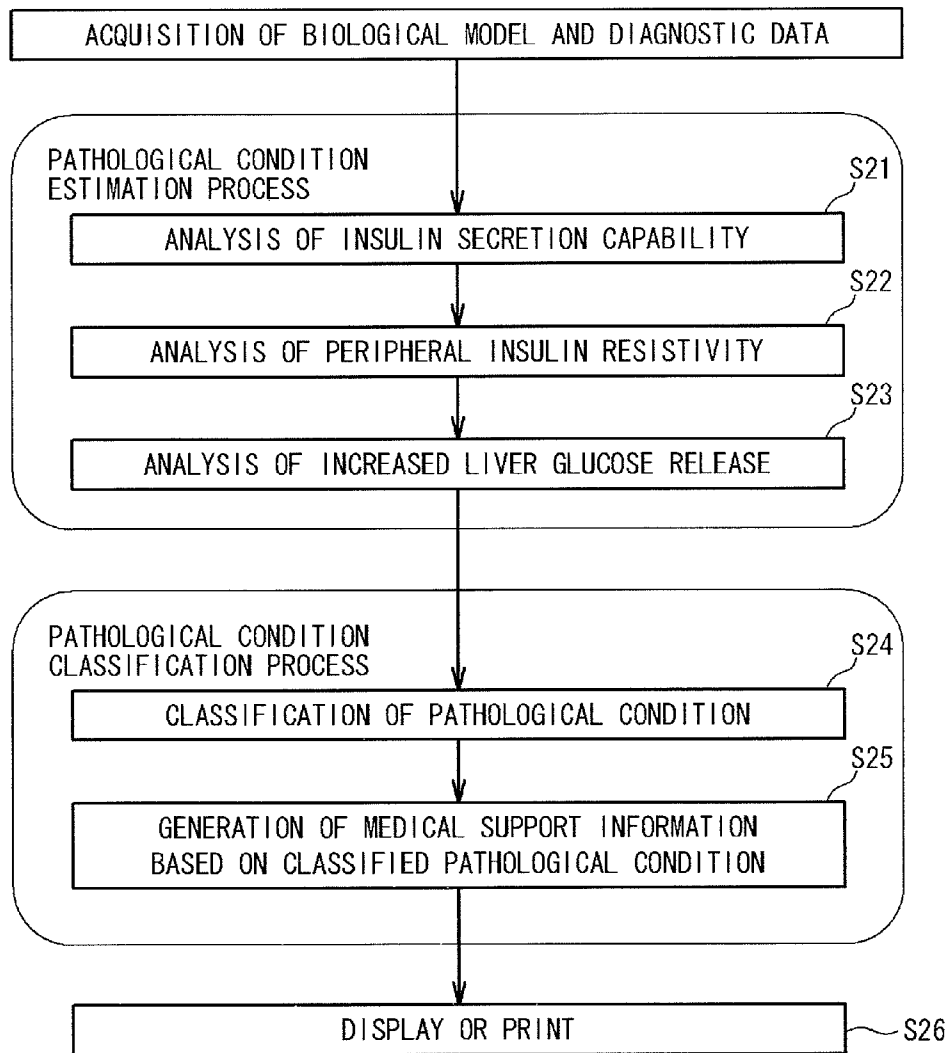 ACQUISITION OF BIOLOGICAL MODEL AND DIAGNOSTIC DATA
PATHOLOGICAL CONDITION
ESTIMATION PROCESS
S21
ANALYSIS OF INSULIN SECRETION CAPABILITY
S22
ANALYSIS OF PERIPHERAL INSULIN RESISTIVITY
S23
ANALYSIS OF INCREASED LIVER GLUCOSE RELEASE
PATHOLOGICAL CONDITION
CLASSIFICATION PROCESS
S24
CLASSIFICATION OF PATHOLOGICAL CONDITION
S25
GENERATION OF MEDICAL SUPPORT INFORMATION
BASED ON CLASSIFIED PATHOLOGICAL CONDITION
DISPLAY OR PRINT
S26